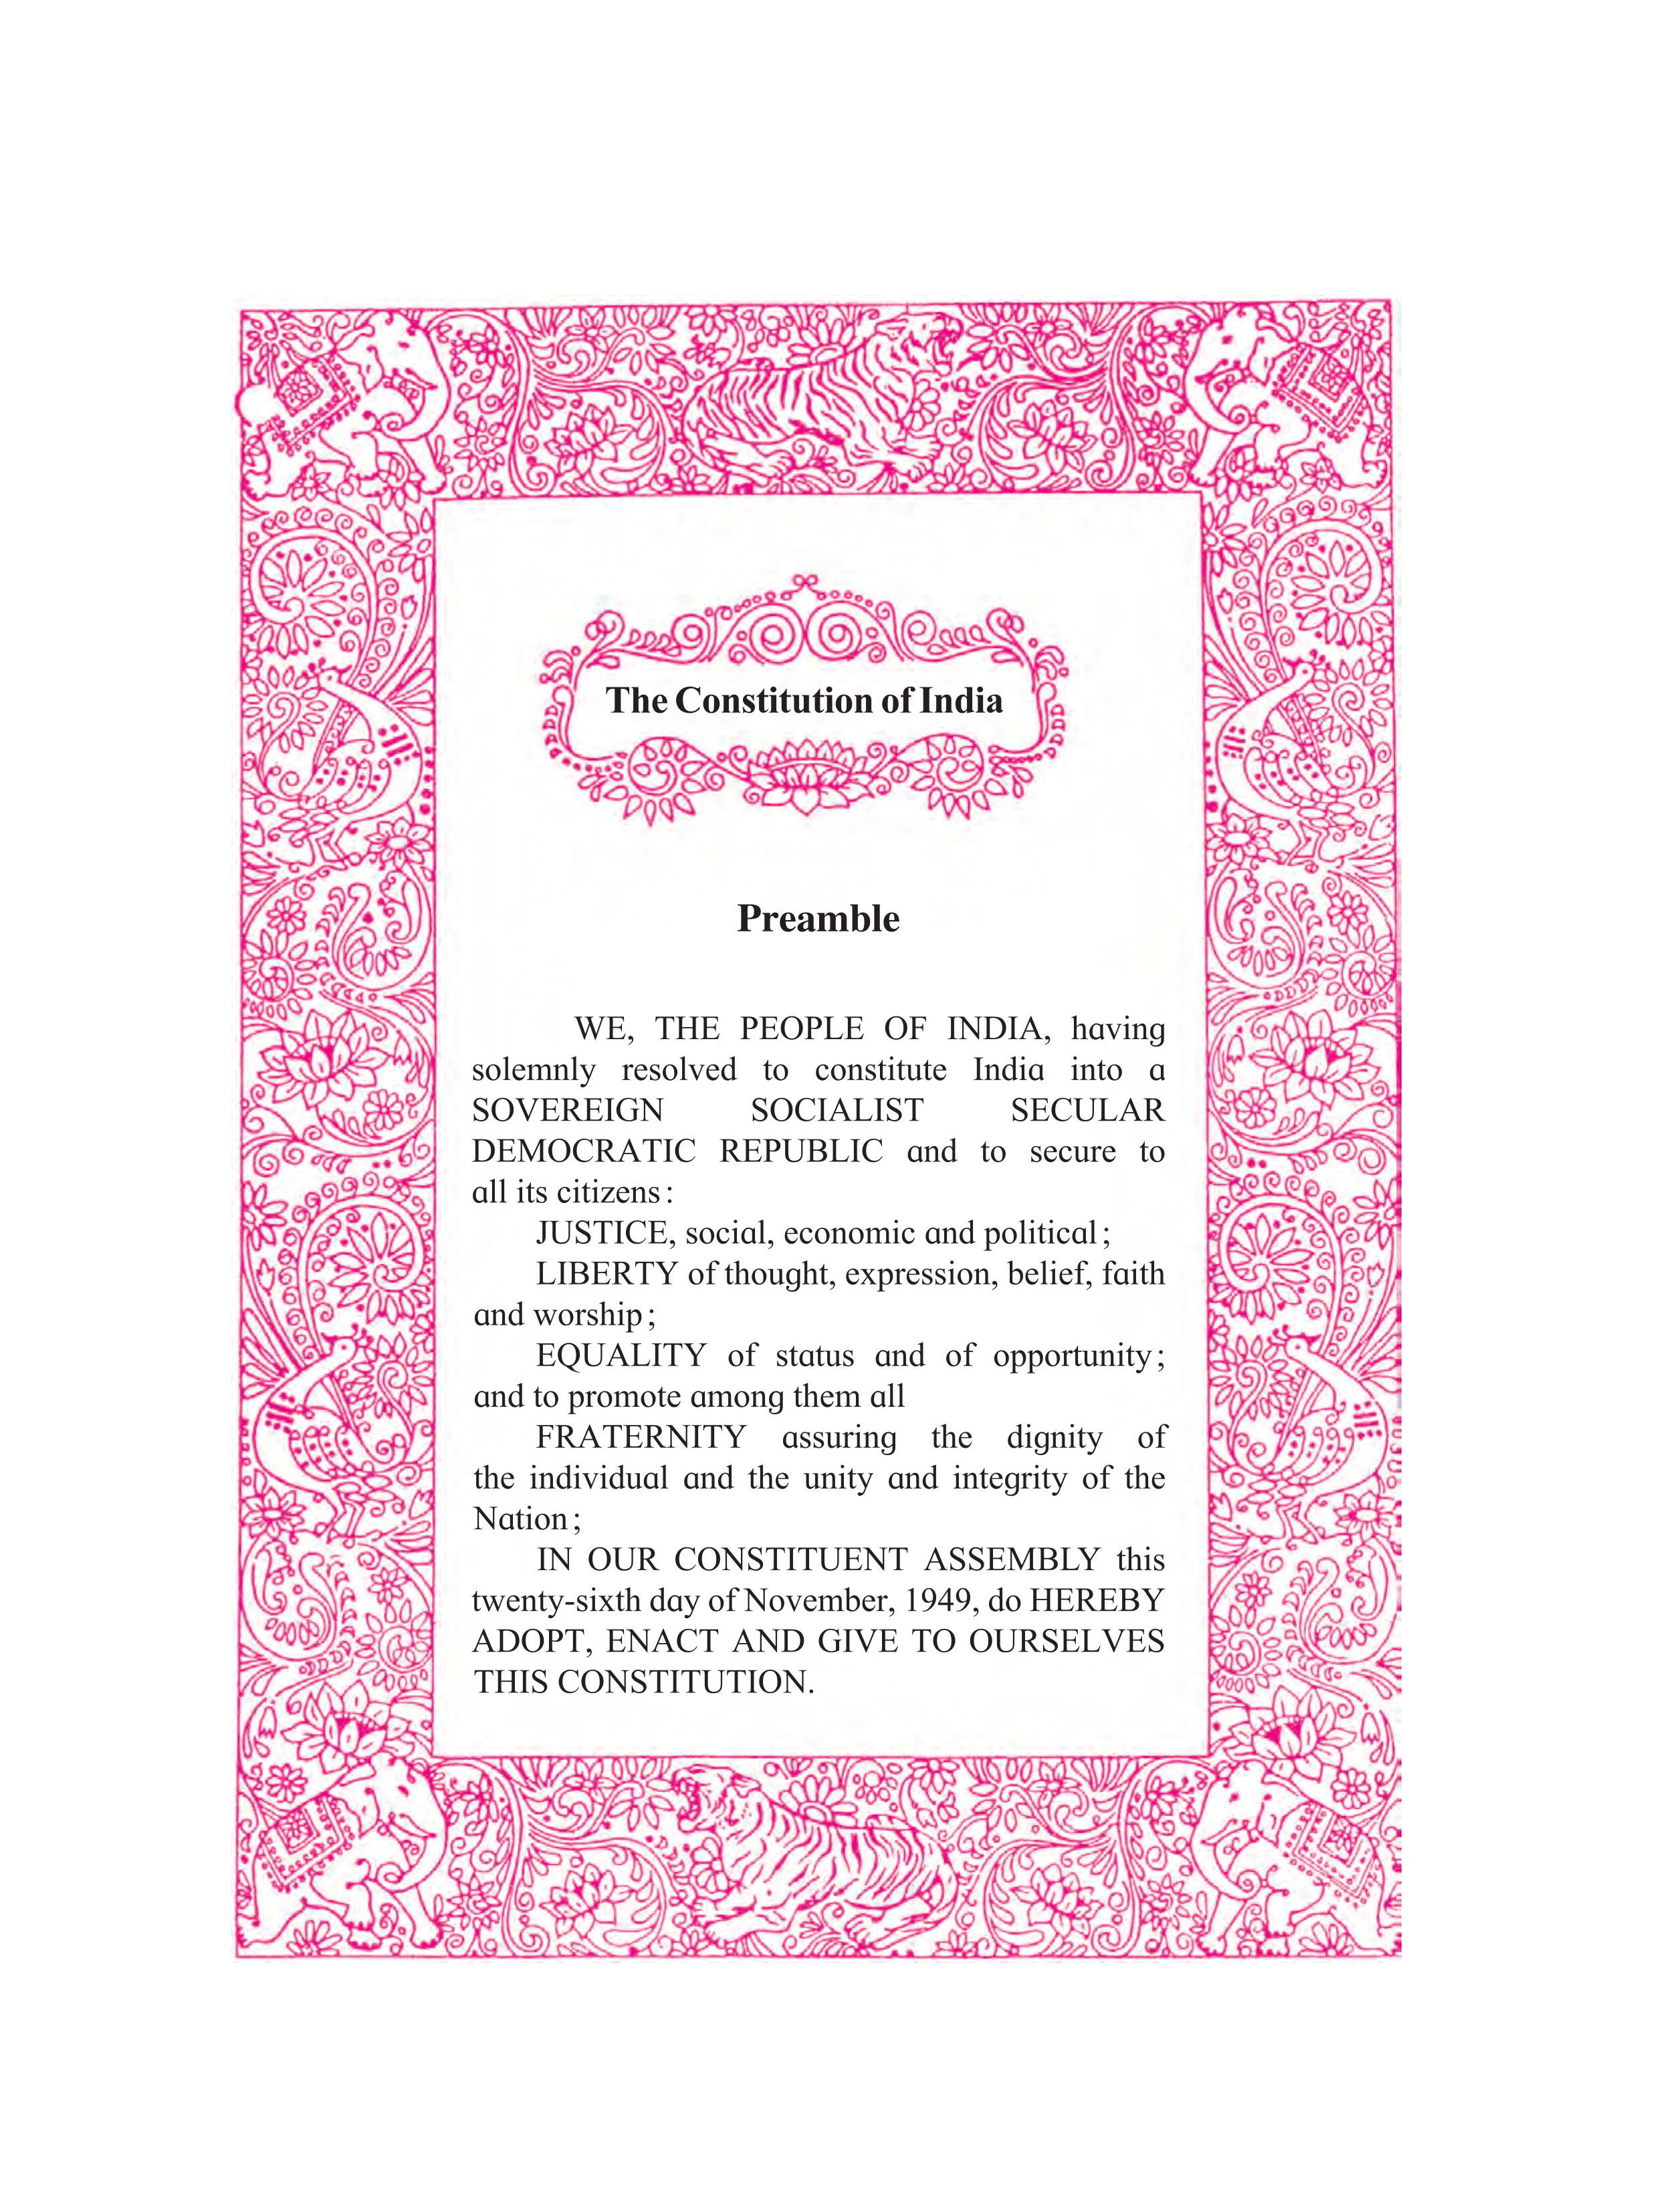 The Constitution of India
Preamble
WE, THE PEOPLE OF INDIA, having
solemnly resolved to constitute India into a
SOVEREIGN SOCIALIST SECULAR
DEMOCRATIC REPUBLIC and to secure to
all its citizens :
JUSTICE, social, economic and political ;
LIBERTY of thought, expression, belief, faith
and worship ;
EQUALITY of status and of opportunity ;
and to promote among them all
FRATERNITY assuring the dignity of
the individual and the unity and integrity of the
Nation ;
IN OUR CONSTITUENT ASSEMBLY this
twenty-sixth day of November, 1949, do HEREBY
ADOPT, ENACT AND GIVE TO OURSELVES
THIS CONSTITUTION.